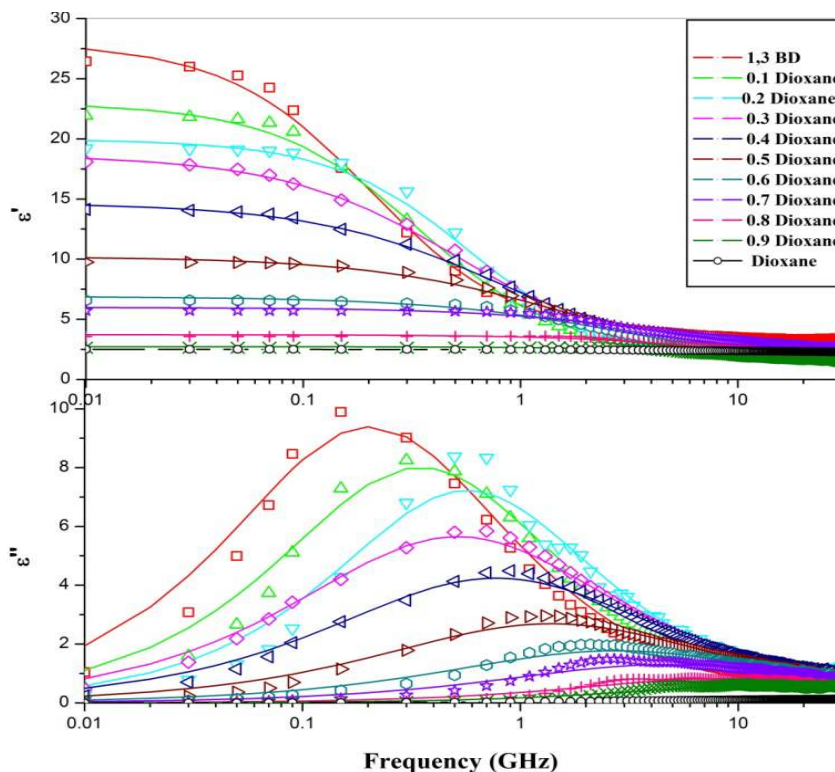 30
25
20
15
10
5
0
ε'
0.01
0.1
1
10
1,3 BD
0.1 Dioxane
0.2 Dioxane
0.3 Dioxane
0.4 Dioxane
0.5 Dioxane
0.6 Dioxane
0.7 Dioxane
0.8 Dioxane
0.9 Dioxane
Dioxane
10
8
6
4
2
0
ε"
0.01
0.1
1
10
Frequency (GHz)